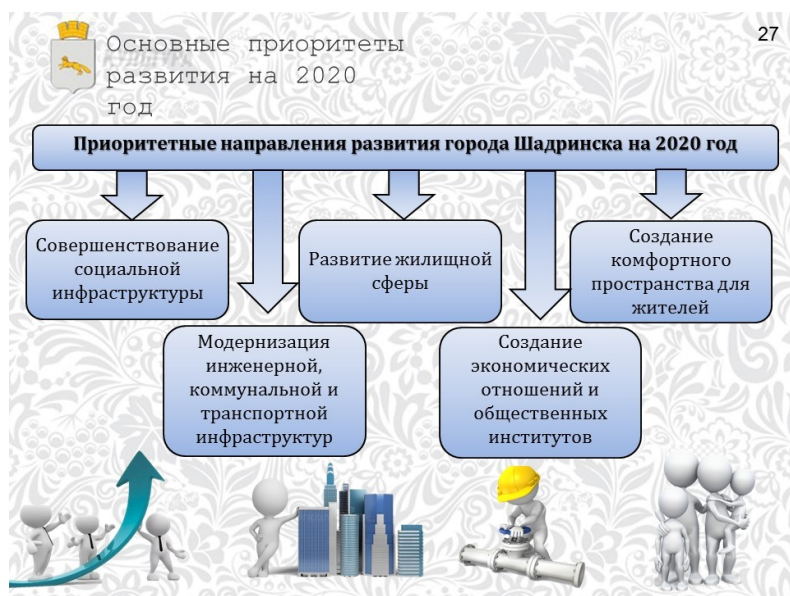 27
Основные приоритеты
развития на 2020
год
Приоритетные направления развития города Шадринска на 2020 год
Совершенствование
социальной
инфраструктуры
Модернизация
инженерной,
коммунальной и
транспортной
инфраструктур
Развитие жилищной
сферы
Создание
экономических
отношений и
общественных
институтов
Создание
комфортного
пространства для
жителей